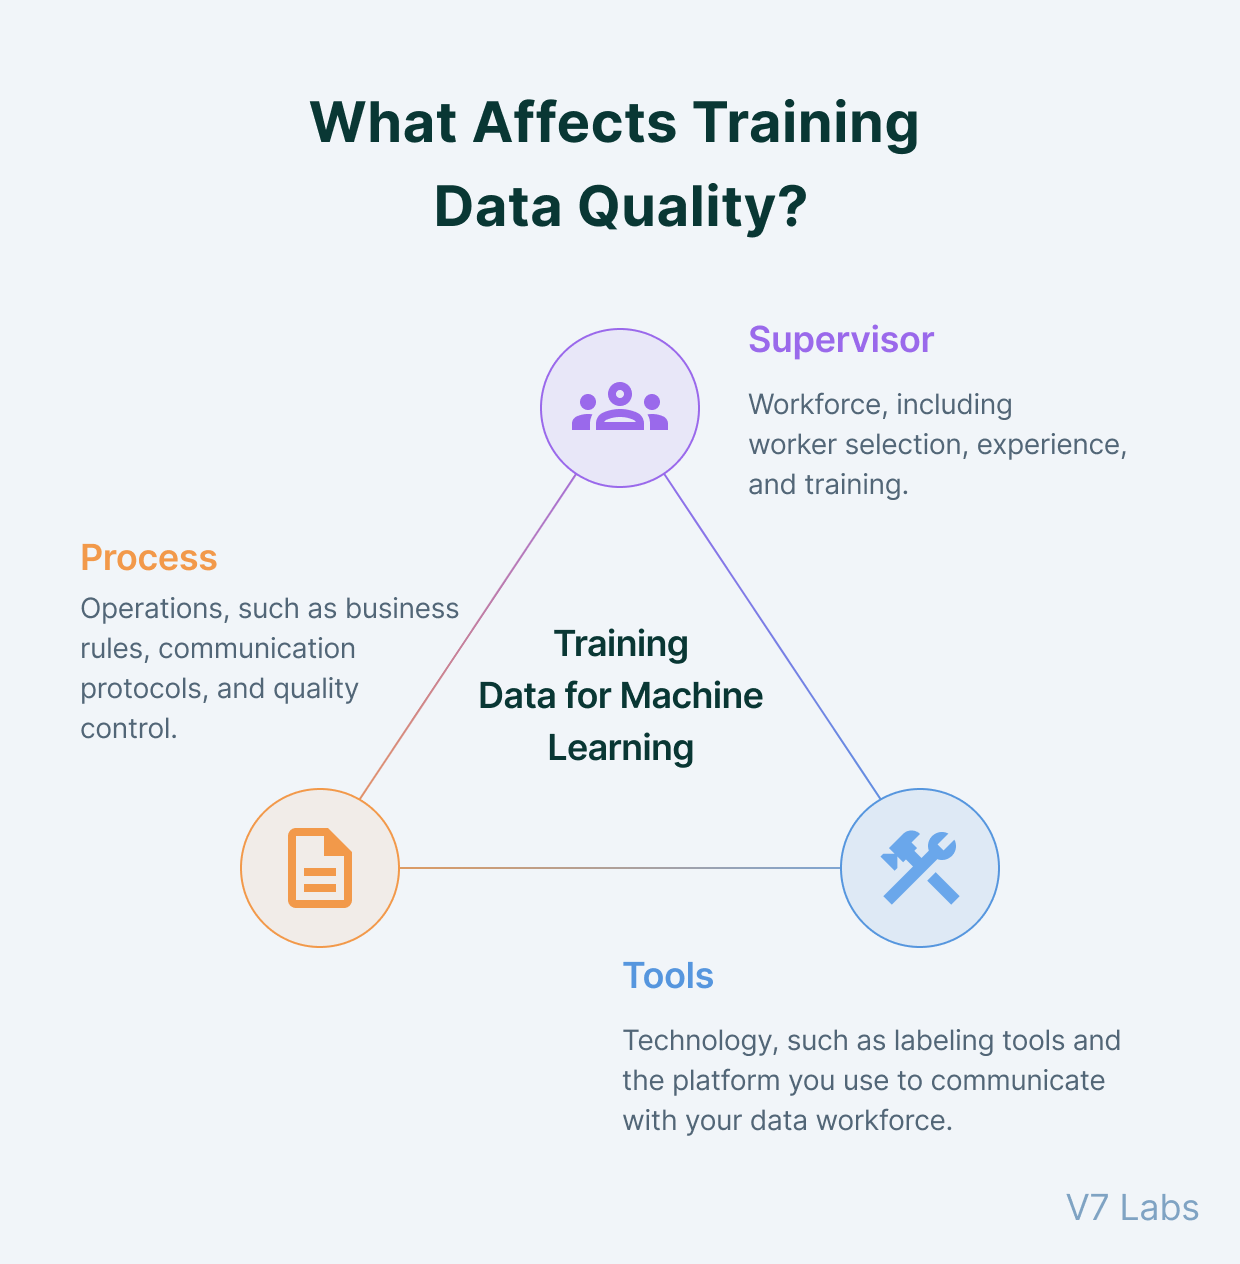 What Affects Training
Data Quality?
Supervisor
Workforce, including
worker selection, experience,
and training.
Process
Operations, such as business
rules, communication
protocols, and quality
control.
Training
Data for Machine
Learning
Tools
Technology, such as labeling tools and
the platform you use to communicate
with your data workforce.
V7 Labs